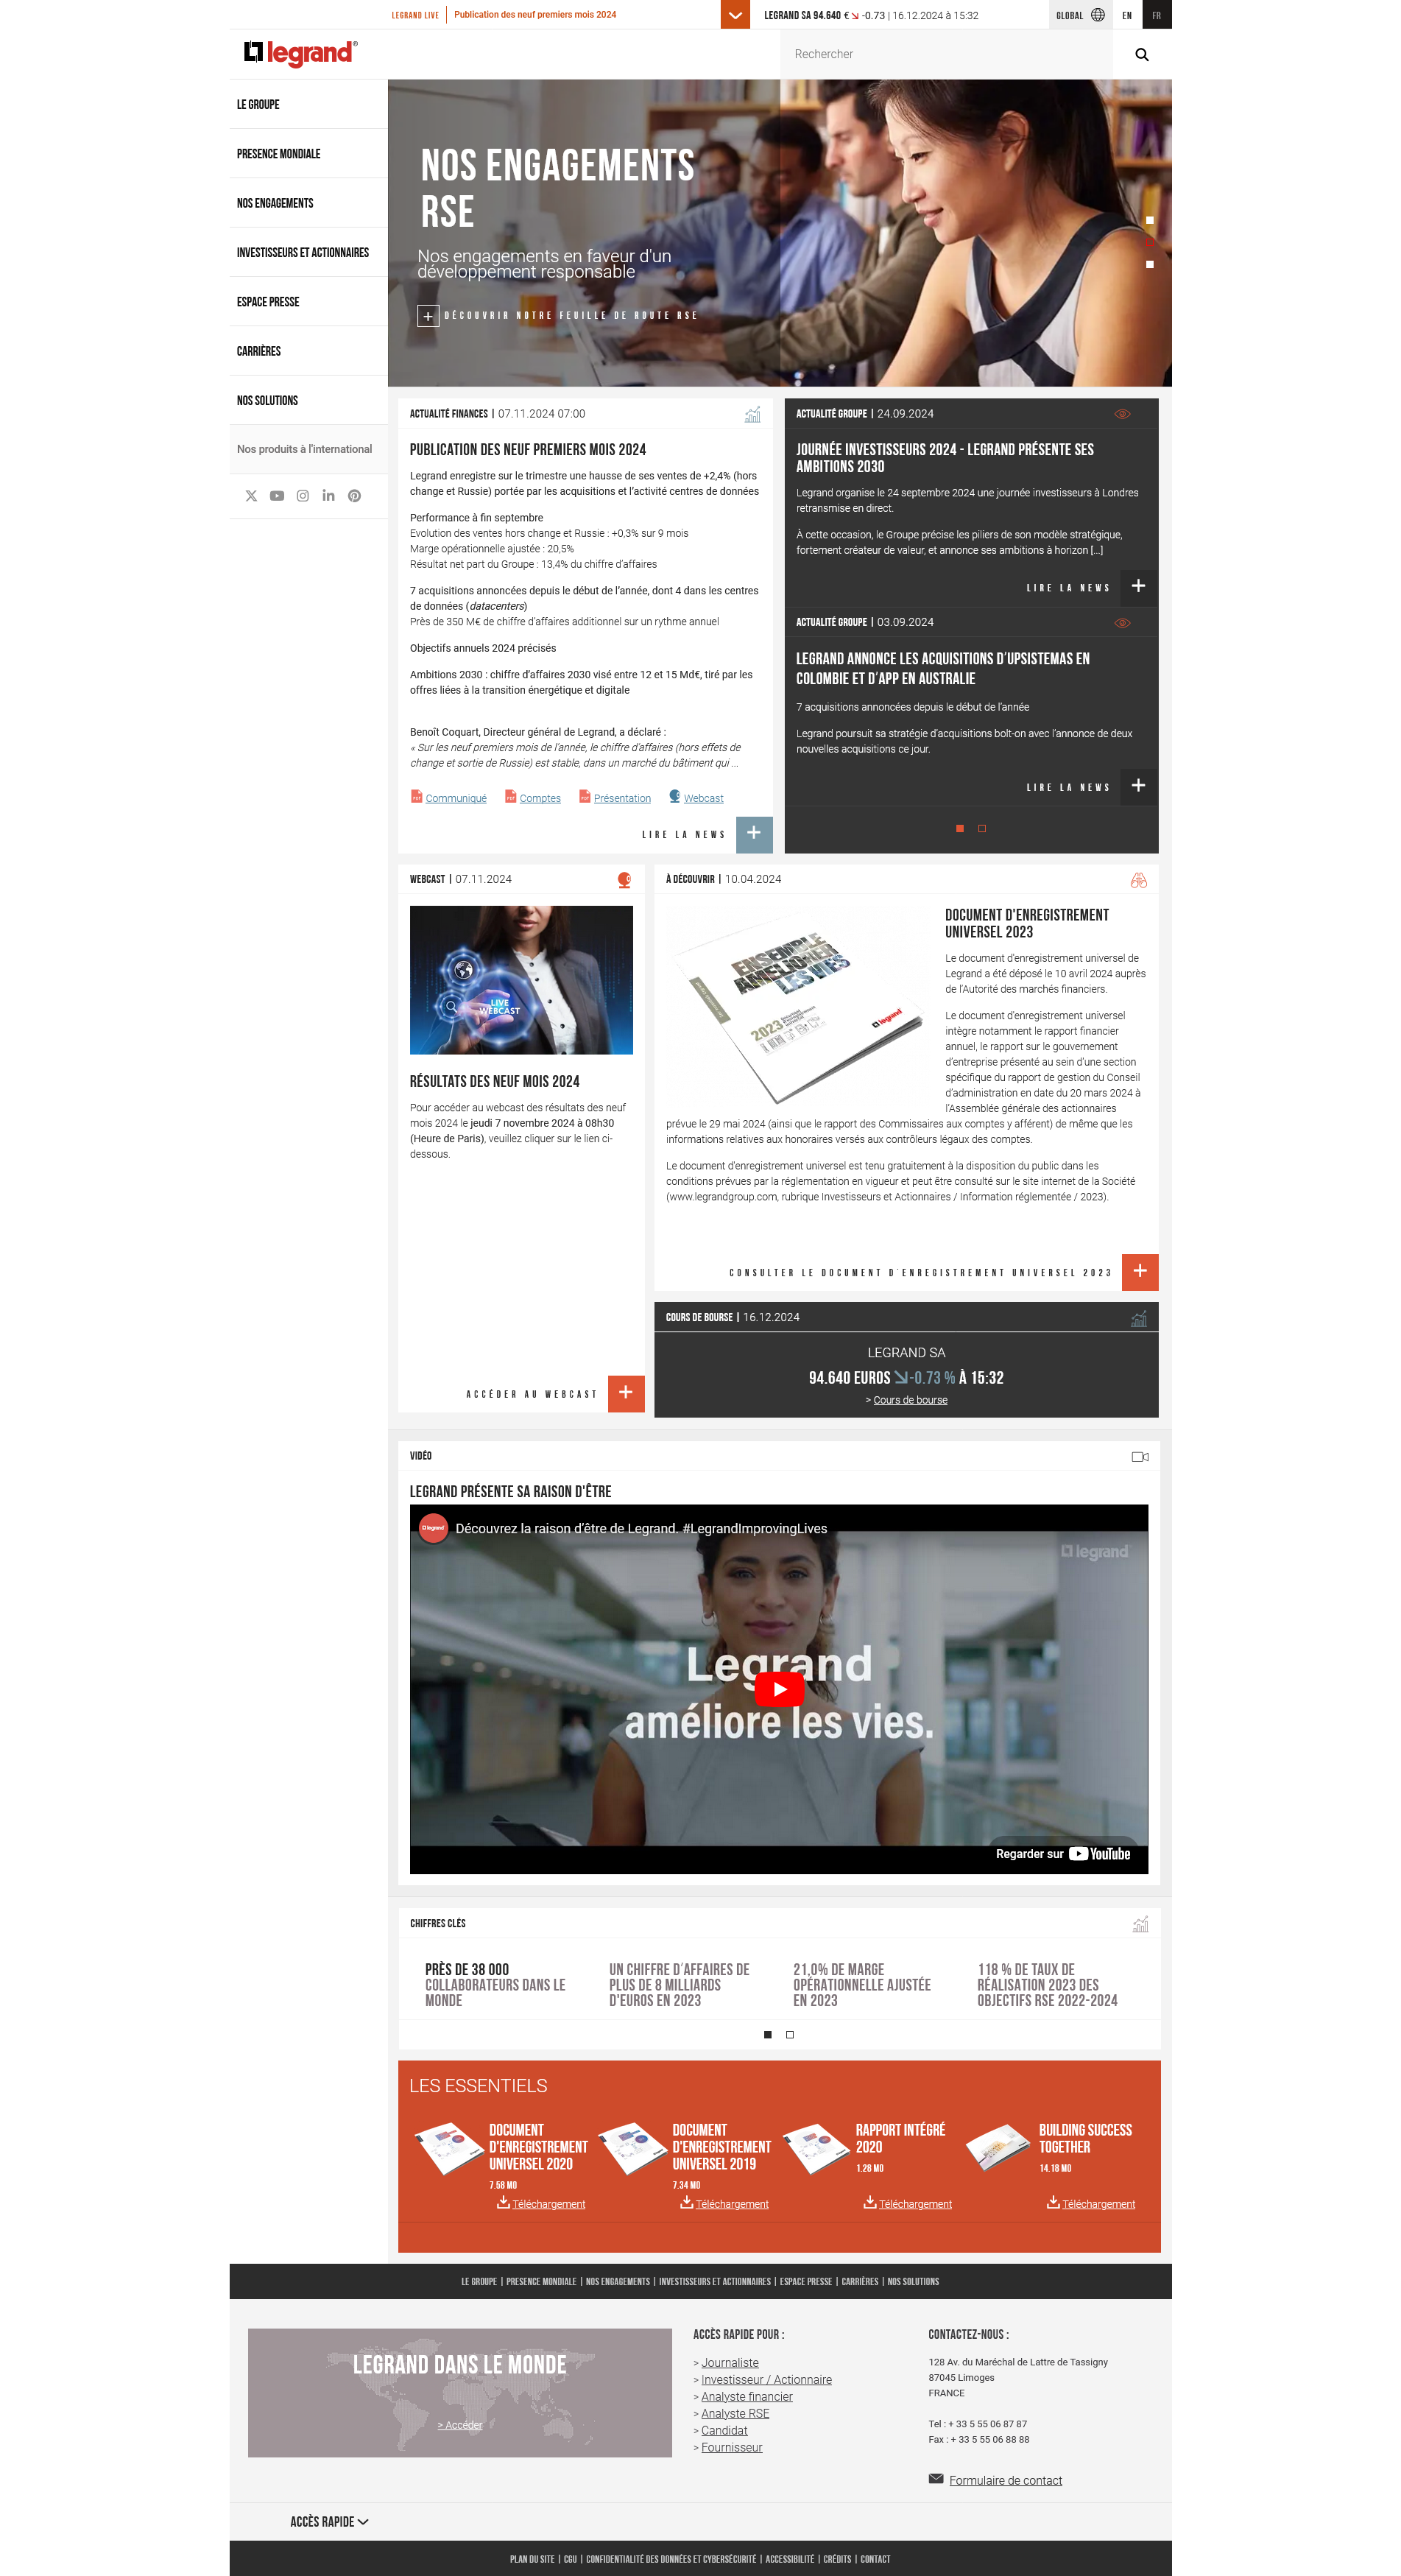 LEGRAND LIVE
Publication des neuf premiers mois 2024
LEGRAND SA 94.640 € -0.73 | 16.12.2024 à 15:32
GLOBAL
EN
FR
legrand®
Rechercher
LE GROUPE
PRESENCE MONDIALE
NOS ENGAGEMENTS
INVESTISSEURS ET ACTIONNAIRES
ESPACE PRESSE
CARRIÈRES
NOS SOLUTIONS
Nos produits à l'international
NOS ENGAGEMENTS
RSE
Nos engagements en faveur d'un
développement responsable
+ DÉCOUVRIR NOTRE FEUILLE DE ROUTE RSE
ACTUALITÉ FINANCES | 07.11.2024 07:00
PUBLICATION DES NEUF PREMIERS MOIS 2024
Legrand enregistre sur le trimestre une hausse de ses ventes de +2,4% (hors
change et Russie) portée par les acquisitions et l'activité centres de données
Performance à fin septembre
Evolution des ventes hors change et Russie : +0,3% sur 9 mois
Marge opérationnelle ajustée : 20,5%
Résultat net part du Groupe : 13,4% du chiffre d'affaires
7 acquisitions annoncées depuis le début de l'année, dont 4 dans les centres
de données (datacenters)
Près de 350 M€ de chiffre d'affaires additionnel sur un rythme annuel
Objectifs annuels 2024 précisés
Ambitions 2030 : chiffre d'affaires 2030 visé entre 12 et 15 Md€, tiré par les
offres liées à la transition énergétique et digitale
Benoît Coquart, Directeur général de Legrand, a déclaré :
« Sur les neuf premiers mois de l'année, le chiffre d'affaires (hors effets de
change et sortie de Russie) est stable, dans un marché du bâtiment qui ...
Communiqué
Comptes
Présentation
Webcast
LIRE LA NEWS +
ACTUALITÉ GROUPE | 24.09.2024
JOURNÉE INVESTISSEURS 2024 - LEGRAND PRÉSENTE SES
AMBITIONS 2030
Legrand organise le 24 septembre 2024 une journée investisseurs à Londres
retransmise en direct.
À cette occasion, le Groupe précise les piliers de son modèle stratégique,
fortement créateur de valeur, et annonce ses ambitions à horizon [...]
LIRE LA NEWS +
ACTUALITÉ GROUPE | 03.09.2024
LEGRAND ANNONCE LES ACQUISITIONS D'UPSISTEMAS EN
COLOMBIE ET D'APP EN AUSTRALIE
7 acquisitions annoncées depuis le début de l'année
Legrand poursuit sa stratégie d'acquisitions bolt-on avec l'annonce de deux
nouvelles acquisitions ce jour.
LIRE LA NEWS +
WEBCAST | 07.11.2024
LIVE
WEBCAST
RÉSULTATS DES NEUF MOIS 2024
Pour accéder au webcast des résultats des neuf
mois 2024 le jeudi 7 novembre 2024 à 08h30
(Heure de Paris), veuillez cliquer sur le lien ci-
dessous.
ACCÉDER AU WEBCAST +
À DÉCOUVRIR | 10.04.2024
ENSEMBLE
AMÉLIORER
LES VIES
2023
legrand
DOCUMENT D'ENREGISTREMENT
UNIVERSEL 2023
Le document d'enregistrement universel de
Legrand a été déposé le 10 avril 2024 auprès
de l'Autorité des marchés financiers.
Le document d'enregistrement universel
intègre notamment le rapport financier
annuel, le rapport sur le gouvernement
d'entreprise présenté au sein d'une section
spécifique du rapport de gestion du Conseil
d'administration en date du 20 mars 2024 à
l'Assemblée générale des actionnaires
prévue le 29 mai 2024 (ainsi que le rapport des Commissaires aux comptes y afférent) de même que les
informations relatives aux honoraires versés aux contrôleurs légaux des comptes.
Le document d'enregistrement universel est tenu gratuitement à la disposition du public dans les
conditions prévues par la réglementation en vigueur et peut être consulté sur le site internet de la Société
(www.legrandgroup.com, rubrique Investisseurs et Actionnaires / Information réglementée / 2023).
CONSULTER LE DOCUMENT D'ENREGISTREMENT UNIVERSEL 2023 +
COURS DE BOURSE | 16.12.2024
LEGRAND SA
94.640 EUROS -0.73 % À 15:32
> Cours de bourse
VIDÉO
LEGRAND PRÉSENTE SA RAISON D'ÊTRE
legrand
Découvrez la raison d'être de Legrand. #LegrandImprovingLives
legrand
Legrand
améliore les vies.
Regarder sur YouTube
CHIFFRES CLÉS
PRÈS DE 38 000
COLLABORATEURS DANS LE
MONDE
UN CHIFFRE D'AFFAIRES DE
PLUS DE 8 MILLIARDS
D'EUROS EN 2023
21,0% DE MARGE
OPÉRATIONNELLE AJUSTÉE
EN 2023
118 % DE TAUX DE
RÉALISATION 2023 DES
OBJECTIFS RSE 2022-2024
LES ESSENTIELS
DOCUMENT
D'ENREGISTREMENT
UNIVERSEL 2020
7.58 MO
Téléchargement
DOCUMENT
D'ENREGISTREMENT
UNIVERSEL 2019
7.34 MO
Téléchargement
RAPPORT INTÉGRÉ
2020
1.28 MO
Téléchargement
BUILDING SUCCESS
TOGETHER
14.18 MO
Téléchargement
LE GROUPE | PRESENCE MONDIALE | NOS ENGAGEMENTS | INVESTISSEURS ET ACTIONNAIRES | ESPACE PRESSE | CARRIÈRES | NOS SOLUTIONS
LEGRAND DANS LE MONDE
> Accéder
ACCÈS RAPIDE POUR :
> Journaliste
> Investisseur / Actionnaire
> Analyste financier
> Analyste RSE
> Candidat
> Fournisseur
CONTACTEZ-NOUS :
128 Av. du Maréchal de Lattre de Tassigny
87045 Limoges
FRANCE
Tel : + 33 5 55 06 87 87
Fax : + 33 5 55 06 88 88
Formulaire de contact
ACCÈS RAPIDE
PLAN DU SITE | CGU | CONFIDENTIALITÉ DES DONNÉES ET CYBERSÉCURITÉ | ACCESSIBILITÉ | CRÉDITS | CONTACT